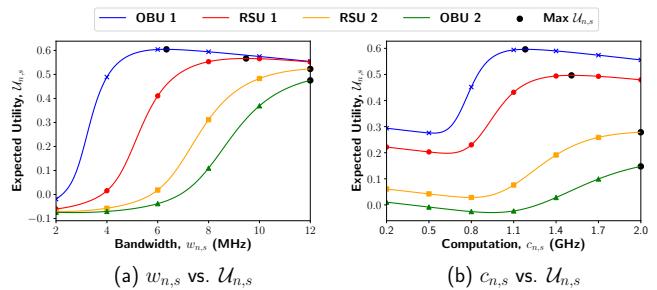 OBU 1 RSU 1 RSU 2 OBU 2 Max 𝒰n,s
Expected Utility, 𝒰n,s
0.6
0.5
0.4
0.3
0.2
0.1
0.0
−0.1
2 4 6 8 10 12
Bandwidth, wn,s (MHz)
(a) wn,s vs. 𝒰n,s
Expected Utility, 𝒰n,s
0.6
0.5
0.4
0.3
0.2
0.1
0.0
0.2 0.5 0.8 1.1 1.4 1.7 2.0
Computation, cn,s (GHz)
(b) cn,s vs. 𝒰n,s